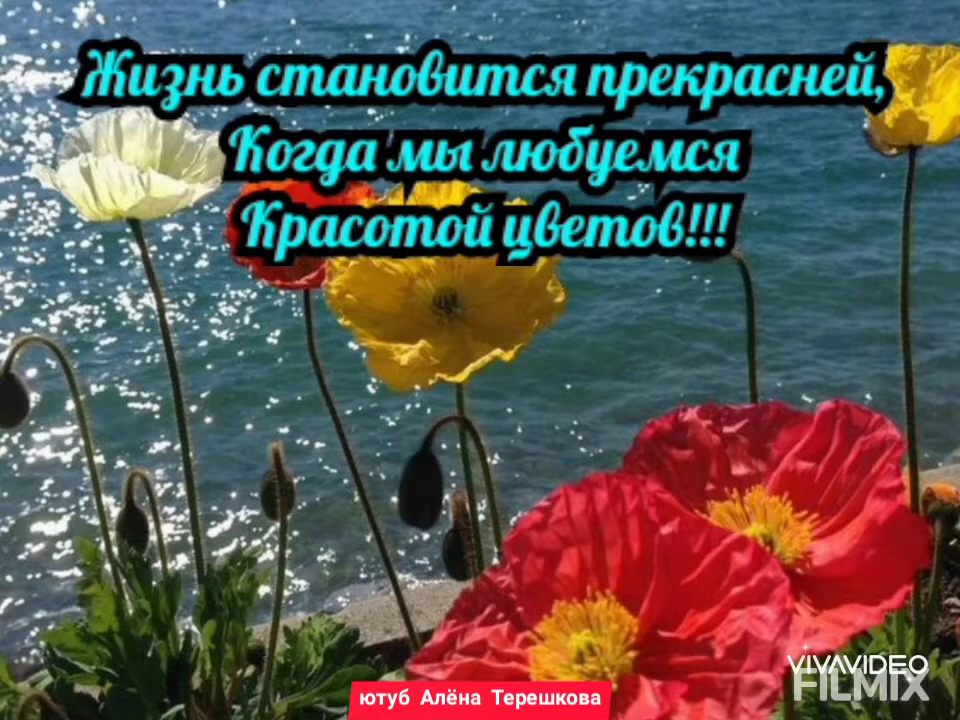 Жизнь становится прекрасней,
Когда мы любуемся
Красотой цветов!!!
VIVAVIDEO
FILMIX
ютуб Алёна Терешкова